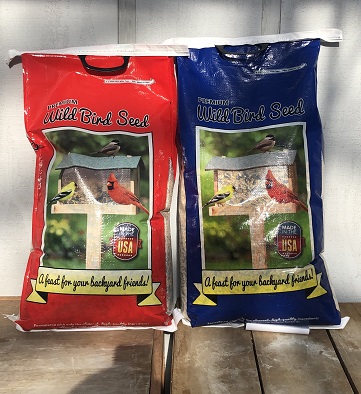 PREMIUM
Wild Bird Seed
MADE IN THE
USA
A feast for your backyard friends!
PREMIUM
Wild Bird Seed
MADE IN THE
USA
A feast for your backyard friends!